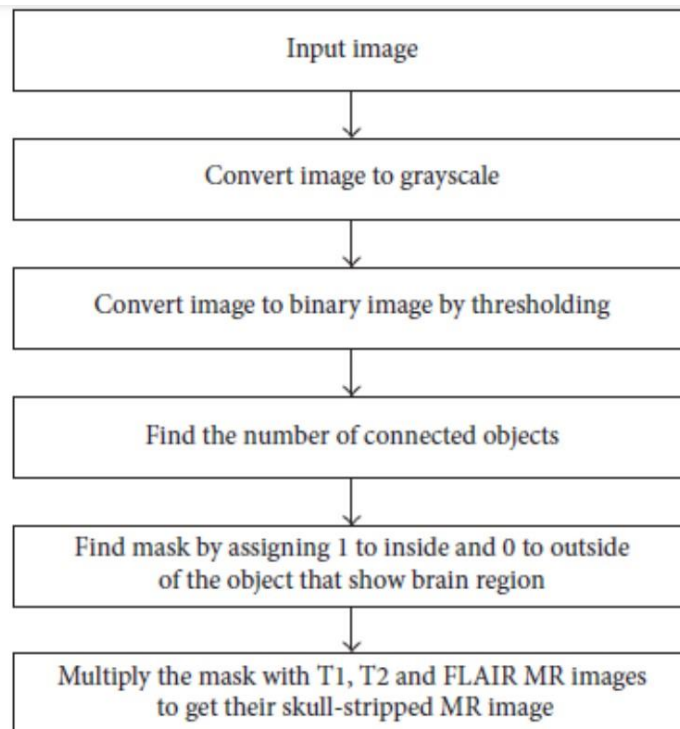 Input image
Convert image to grayscale
Convert image to binary image by thresholding
Find the number of connected objects
Find mask by assigning 1 to inside and 0 to outside
of the object that show brain region
Multiply the mask with T1, T2 and FLAIR MR images
to get their skull-stripped MR image